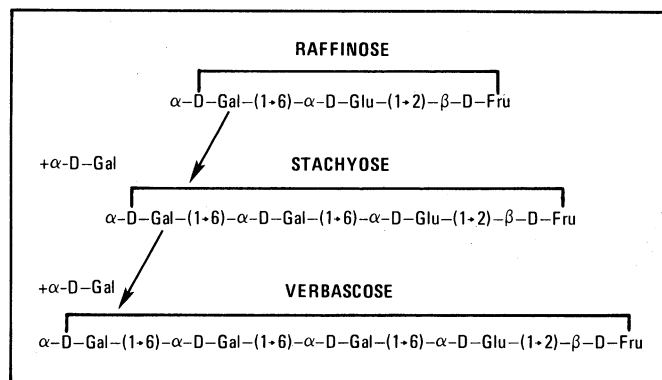 RAFFINOSE
α-D-Gal-(1→6)-α-D-Glu-(1→2)-β-D-Fru
+α-D-Gal
STACHYOSE
α-D-Gal-(1→6)-α-D-Gal-(1→6)-α-D-Glu-(1→2)-β-D-Fru
+α-D-Gal
VERBASCOSE
α-D-Gal-(1→6)-α-D-Gal-(1→6)-α-D-Gal-(1→6)-α-D-Glu-(1→2)-β-D-Fru